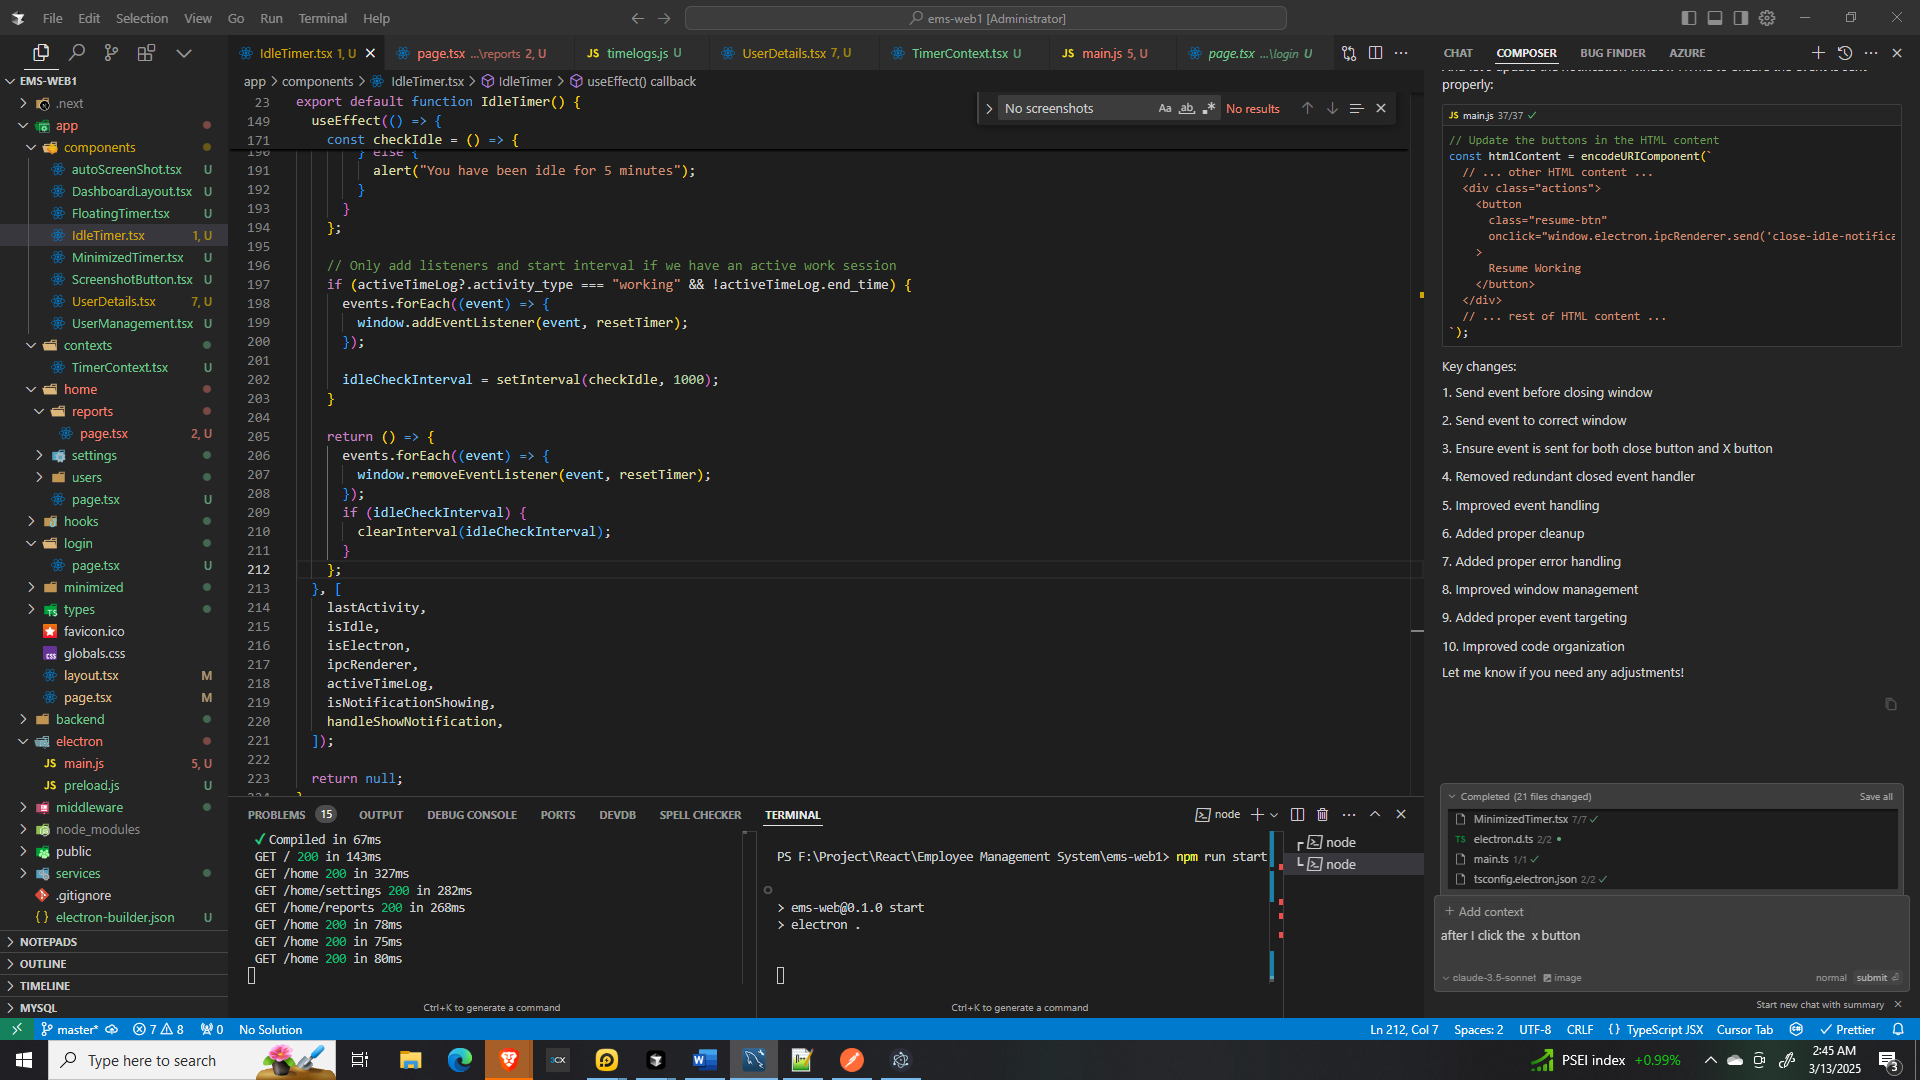 File Edit Selection View Go Run Terminal Help
ems-web1 [Administrator]
IdleTimer.tsx 1, U
page.tsx ...\reports 2, U
timelogs.js U
UserDetails.tsx 7, U
TimerContext.tsx U
main.js 5, U
page.tsx ...\login U
CHAT COMPOSER BUG FINDER AZURE
EMS-WEB1
.next
app
components
autoScreenShot.tsx U
DashboardLayout.tsx U
FloatingTimer.tsx U
IdleTimer.tsx 1, U
MinimizedTimer.tsx U
ScreenshotButton.tsx U
UserDetails.tsx 7, U
UserManagement.tsx U
contexts
TimerContext.tsx U
home
reports
page.tsx 2, U
settings
users
page.tsx U
hooks
login
page.tsx U
minimized
types
favicon.ico
globals.css
layout.tsx M
page.tsx M
backend
electron
main.js 5, U
preload.js U
middleware
node_modules
public
services
.gitignore
electron-builder.json U
NOTEPADS
OUTLINE
TIMELINE
MYSQL
app > components > IdleTimer.tsx > IdleTimer > useEffect() callback
No screenshots Aa ab .* No results
23 export default function IdleTimer() {
149 useEffect(() => {
171 const checkIdle = () => {
190 } else {
191 alert("You have been idle for 5 minutes");
192 }
193 }
194 };
195
196 // Only add listeners and start interval if we have an active work session
197 if (activeTimeLog?.activity_type === "working" && !activeTimeLog.end_time) {
198 events.forEach((event) => {
199 window.addEventListener(event, resetTimer);
200 });
201
202 idleCheckInterval = setInterval(checkIdle, 1000);
203 }
204
205 return () => {
206 events.forEach((event) => {
207 window.removeEventListener(event, resetTimer);
208 });
209 if (idleCheckInterval) {
210 clearInterval(idleCheckInterval);
211 }
212 };
213 }, [
214 lastActivity,
215 isIdle,
216 isElectron,
217 ipcRenderer,
218 activeTimeLog,
219 isNotificationShowing,
220 handleShowNotification,
221 ]);
222
223 return null;
PROBLEMS 15 OUTPUT DEBUG CONSOLE PORTS DEVDB SPELL CHECKER TERMINAL
node
✓ Compiled in 67ms
GET / 200 in 143ms
GET /home 200 in 327ms
GET /home/settings 200 in 282ms
GET /home/reports 200 in 268ms
GET /home 200 in 78ms
GET /home 200 in 75ms
GET /home 200 in 80ms
Ctrl+K to generate a command
PS F:\Project\React\Employee Management System\ems-web1> npm run start
> ems-web@0.1.0 start
> electron .
Ctrl+K to generate a command
node
node
properly:
main.js 37/37 ✓
// Update the buttons in the HTML content
const htmlContent = encodeURIComponent(`
// ... other HTML content ...
<div class="actions">
<button
class="resume-btn"
onclick="window.electron.ipcRenderer.send('close-idle-notifica
>
Resume Working
</button>
</div>
// ... rest of HTML content ...
`);
Key changes:
1. Send event before closing window
2. Send event to correct window
3. Ensure event is sent for both close button and X button
4. Removed redundant closed event handler
5. Improved event handling
6. Added proper cleanup
7. Added proper error handling
8. Improved window management
9. Added proper event targeting
10. Improved code organization
Let me know if you need any adjustments!
Completed (21 files changed) Save all
MinimizedTimer.tsx 7/7 ✓
electron.d.ts 2/2 •
main.ts 1/1 ✓
tsconfig.electron.json 2/2 ✓
+ Add context
after I click the x button
claude-3.5-sonnet image normal submit
Start new chat with summary
master* 7 8 0 No Solution
Ln 212, Col 7 Spaces: 2 UTF-8 CRLF {} TypeScript JSX Cursor Tab Prettier
Type here to search
PSEI index +0.99%
2:45 AM
3/13/2025
3